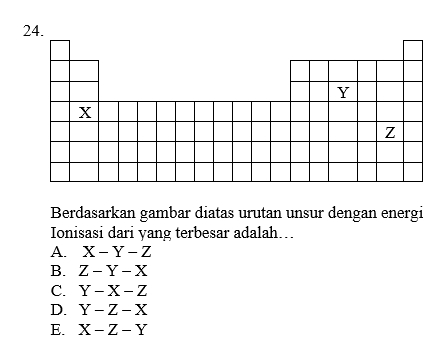 24.
Y
X
Z
Berdasarkan gambar diatas urutan unsur dengan energi
Ionisasi dari yang terbesar adalah…
A. X – Y – Z
B. Z – Y – X
C. Y – X – Z
D. Y – Z – X
E. X – Z – Y